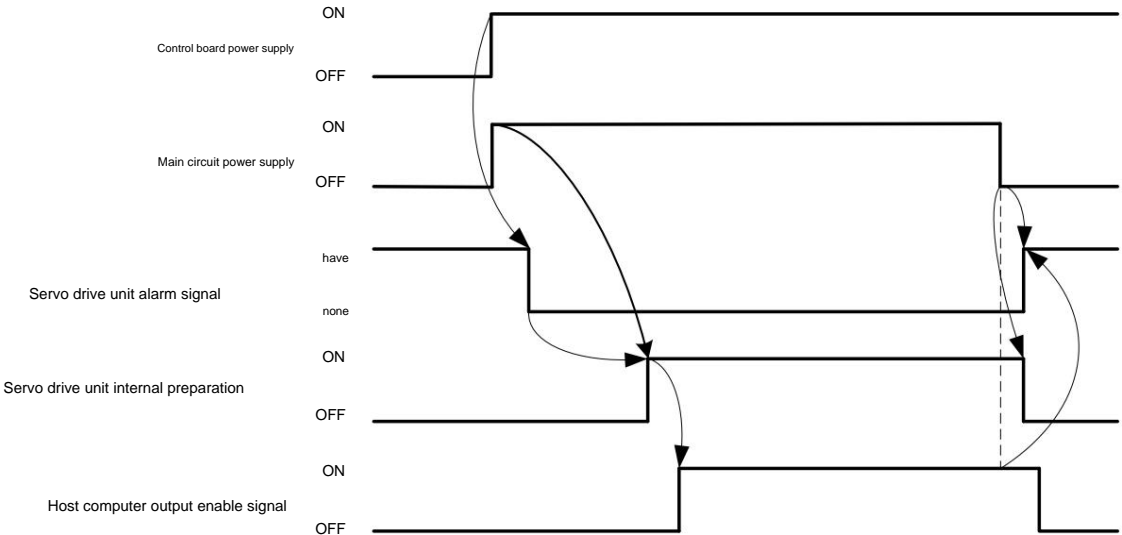 ON
Control board power supply
OFF
ON
Main circuit power supply
OFF
have
Servo drive unit alarm signal
none
ON
Servo drive unit internal preparation
OFF
ON
Host computer output enable signal
OFF